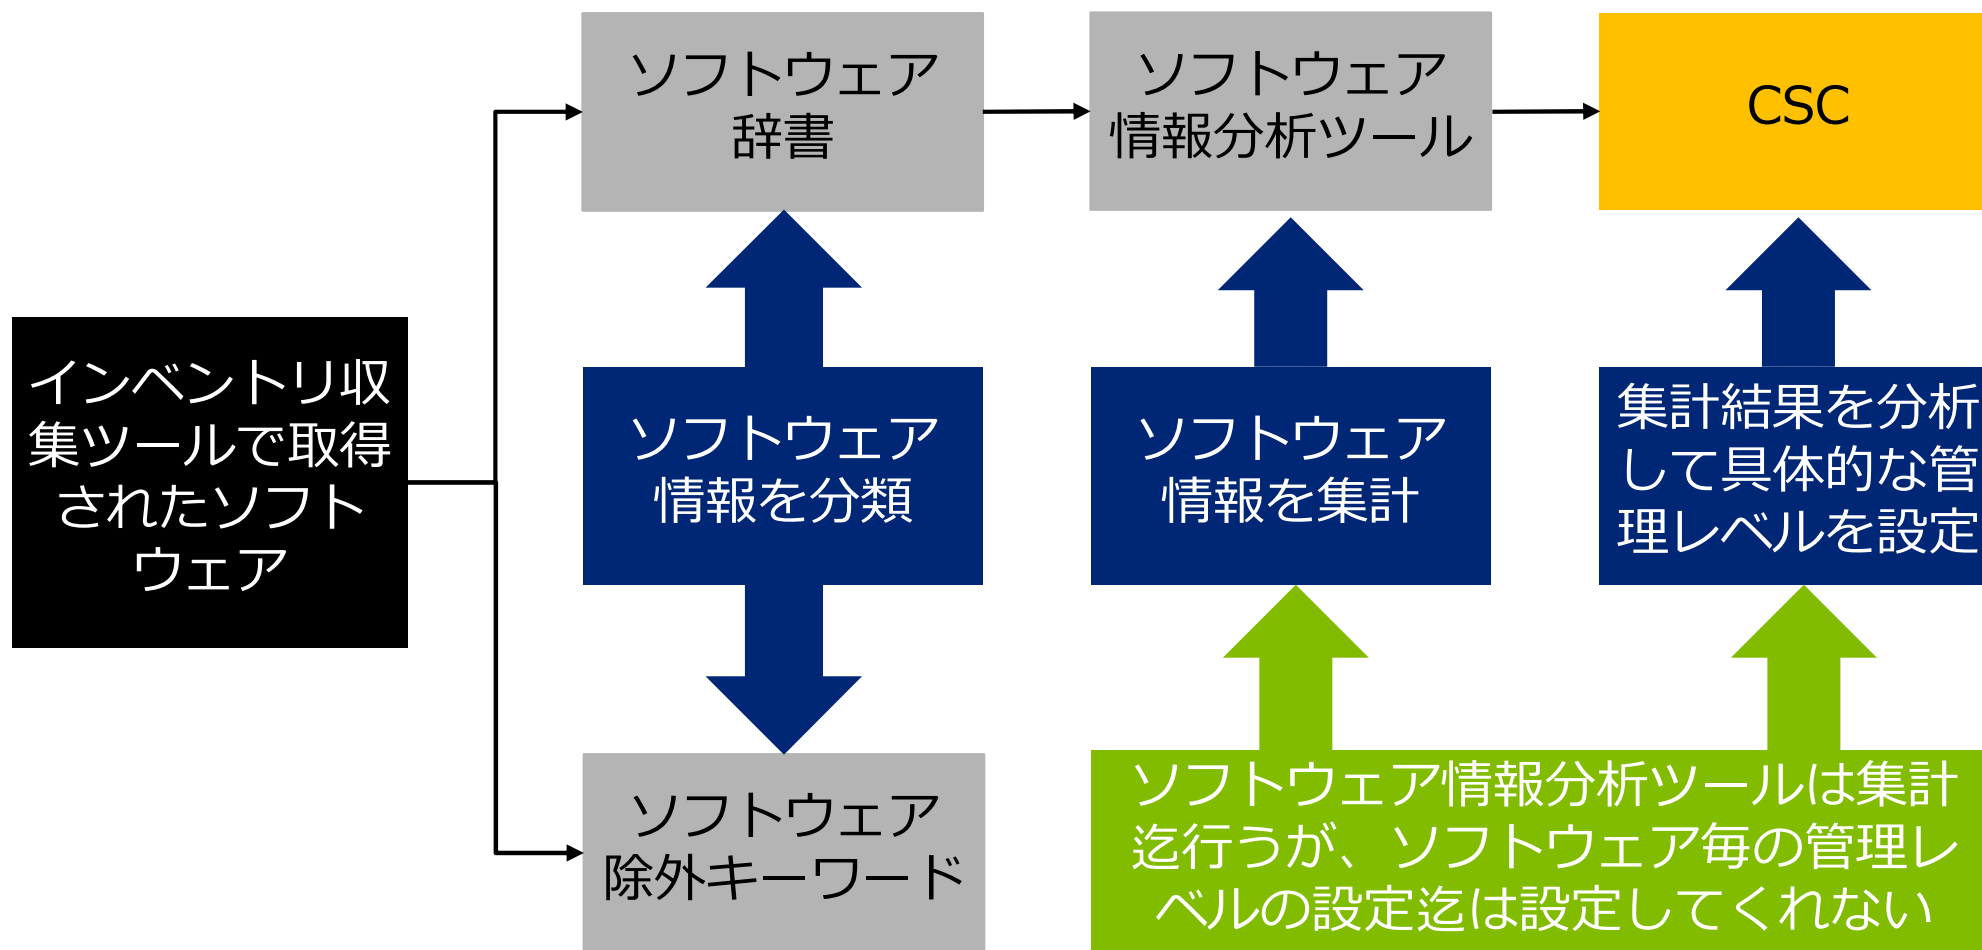 ソフトウェア
辞書
ソフトウェア
情報分析ツール
CSC
インベントリ収
集ツールで取得
されたソフト
ウェア
ソフトウェア
情報を分類
ソフトウェア
情報を集計
集計結果を分析
して具体的な管
理レベルを設定
ソフトウェア
除外キーワード
ソフトウェア情報分析ツールは集計
迄行うが、ソフトウェア毎の管理レ
ベルの設定迄は設定してくれない